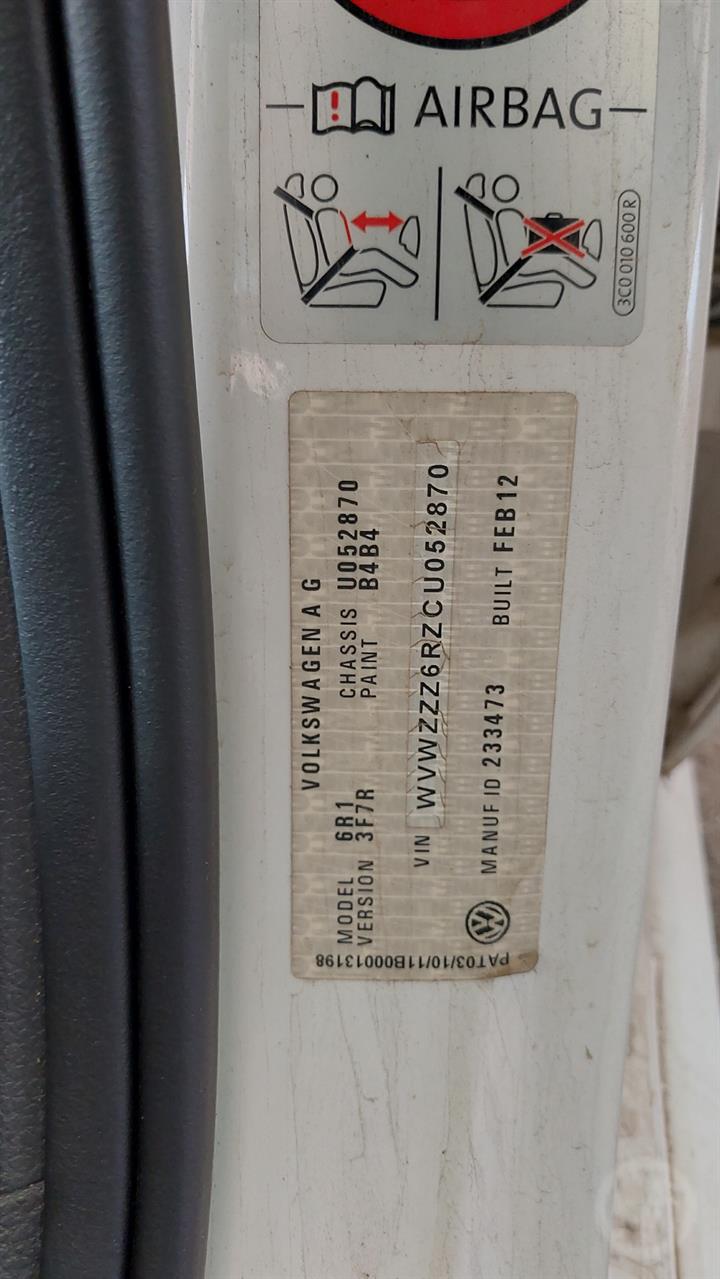 AIRBAG
3C0 010 600 R
VOLKSWAGEN A G
MODEL 6R1 CHASSIS U052870
VERSION 3F7R PAINT B4B4
VIN WVWZZZ6RZCU052870
MANUF ID 233473 BUILT FEB12
PAT03/10/11B00013198